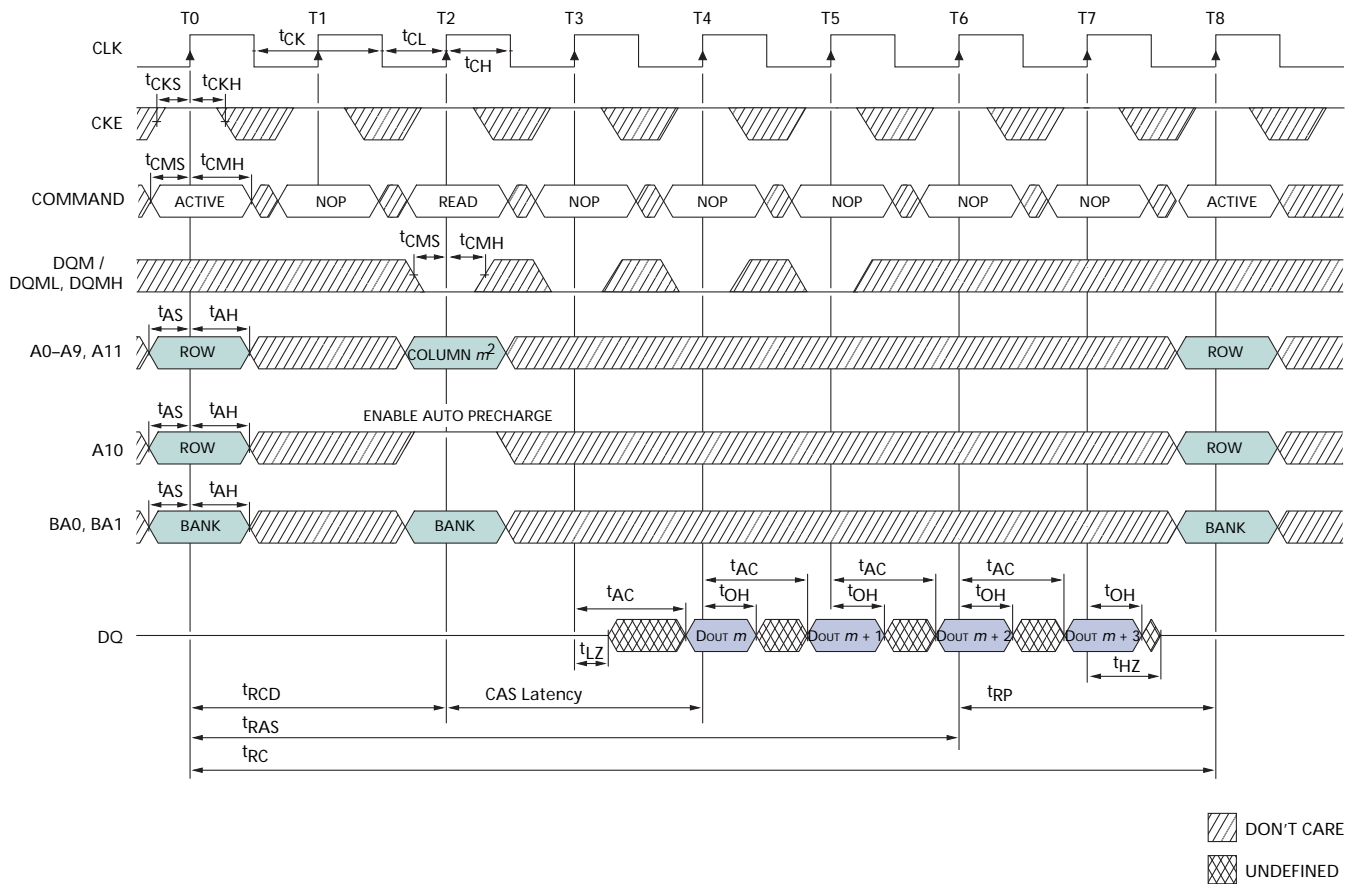 T0 T1 T2 T3 T4 T5 T6 T7 T8
CLK
tCK tCL
tCH
tCKS tCKH
CKE
tCMS tCMH
COMMAND ACTIVE NOP READ NOP NOP NOP NOP NOP ACTIVE
tCMS tCMH
DQM /
DQML, DQMH
tAS tAH
A0–A9, A11 ROW COLUMN m2 ROW
ENABLE AUTO PRECHARGE
tAS tAH
A10 ROW ROW
tAS tAH
BA0, BA1 BANK BANK BANK
tAC tAC tAC tAC
tOH tOH tOH tOH
DQ DOUT m DOUT m + 1 DOUT m + 2 DOUT m + 3
tLZ tHZ
tRCD CAS Latency tRP
tRAS
tRC
DON'T CARE
UNDEFINED